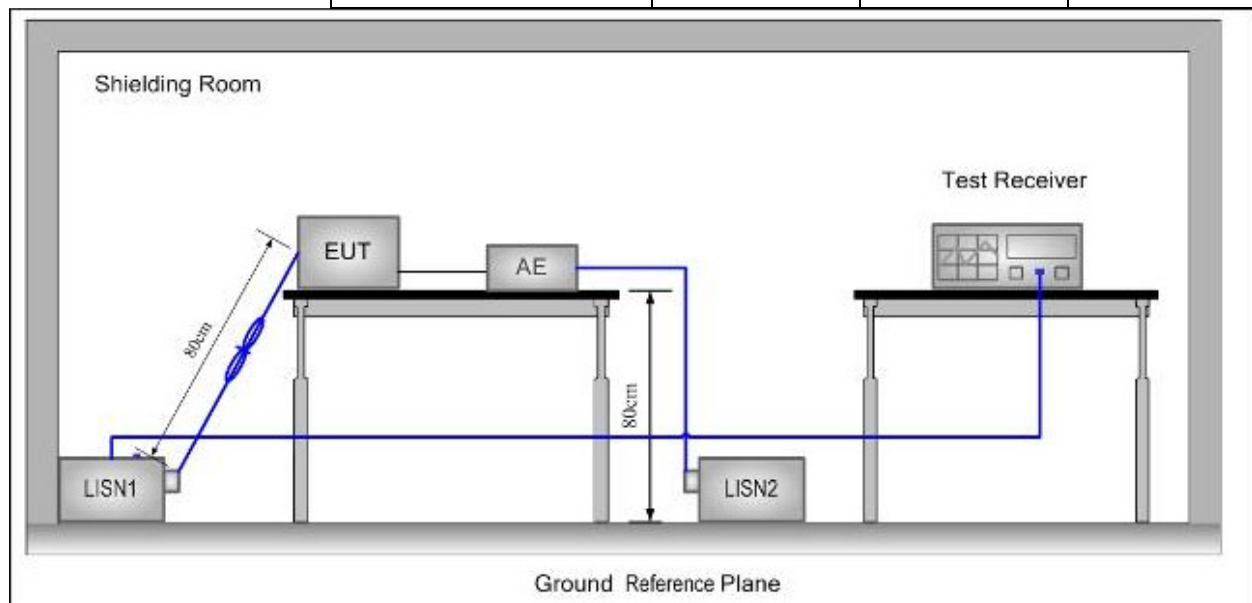 Shielding Room
Test Receiver
EUT
AE
80cm
80cm
LISN1
LISN2
Ground Reference Plane